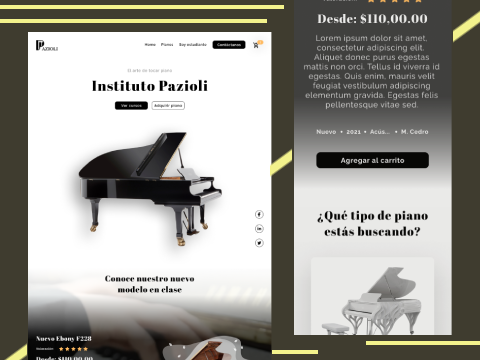 PAZIOLI
Home Pianos Soy estudiante Contáctanos
El arte de tocar piano
Instituto Pazioli
Ver cursos Adquirir piano
Conoce nuestro nuevo
modelo en clase
Nuevo Ebony F228
Valoración:
Desde: $110,00.00
Desde: $110,00.00
Lorem ipsum dolor sit amet,
consectetur adipiscing elit.
Aliquet donec purus egestas
mattis non orci. Tellus id viverra id
egestas. Quis enim, mauris velit
feugiat vestibulum adipiscing
elementum gravida. Egestas felis
pellentesque vitae sed.
Nuevo • 2021 • Acús... • M. Cedro
Agregar al carrito
¿Qué tipo de piano
estás buscando?